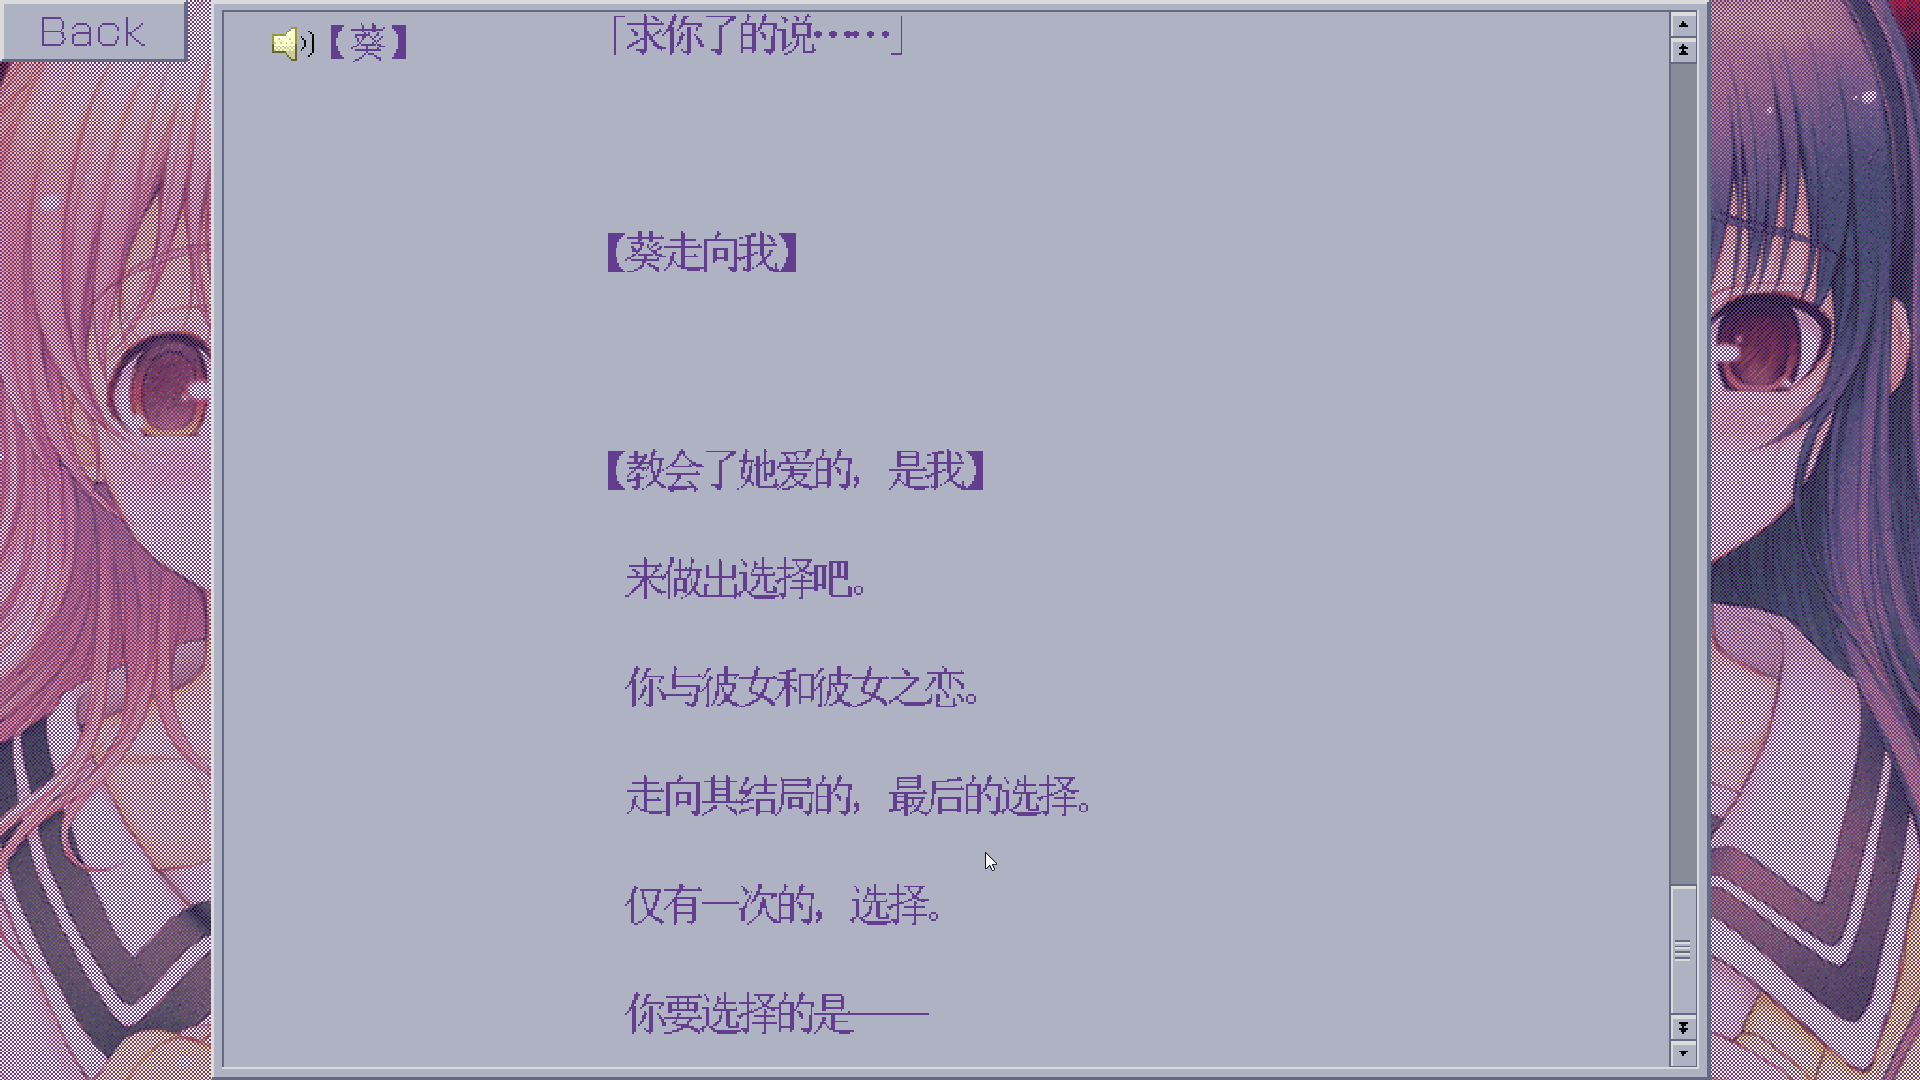 Back
【葵】
「求你了的说……」
【葵走向我】
【教会了她爱的，是我】
来做出选择吧。
你与彼女和彼女之恋。
走向其结局的，最后的选择。
仅有一次的，选择。
你要选择的是——